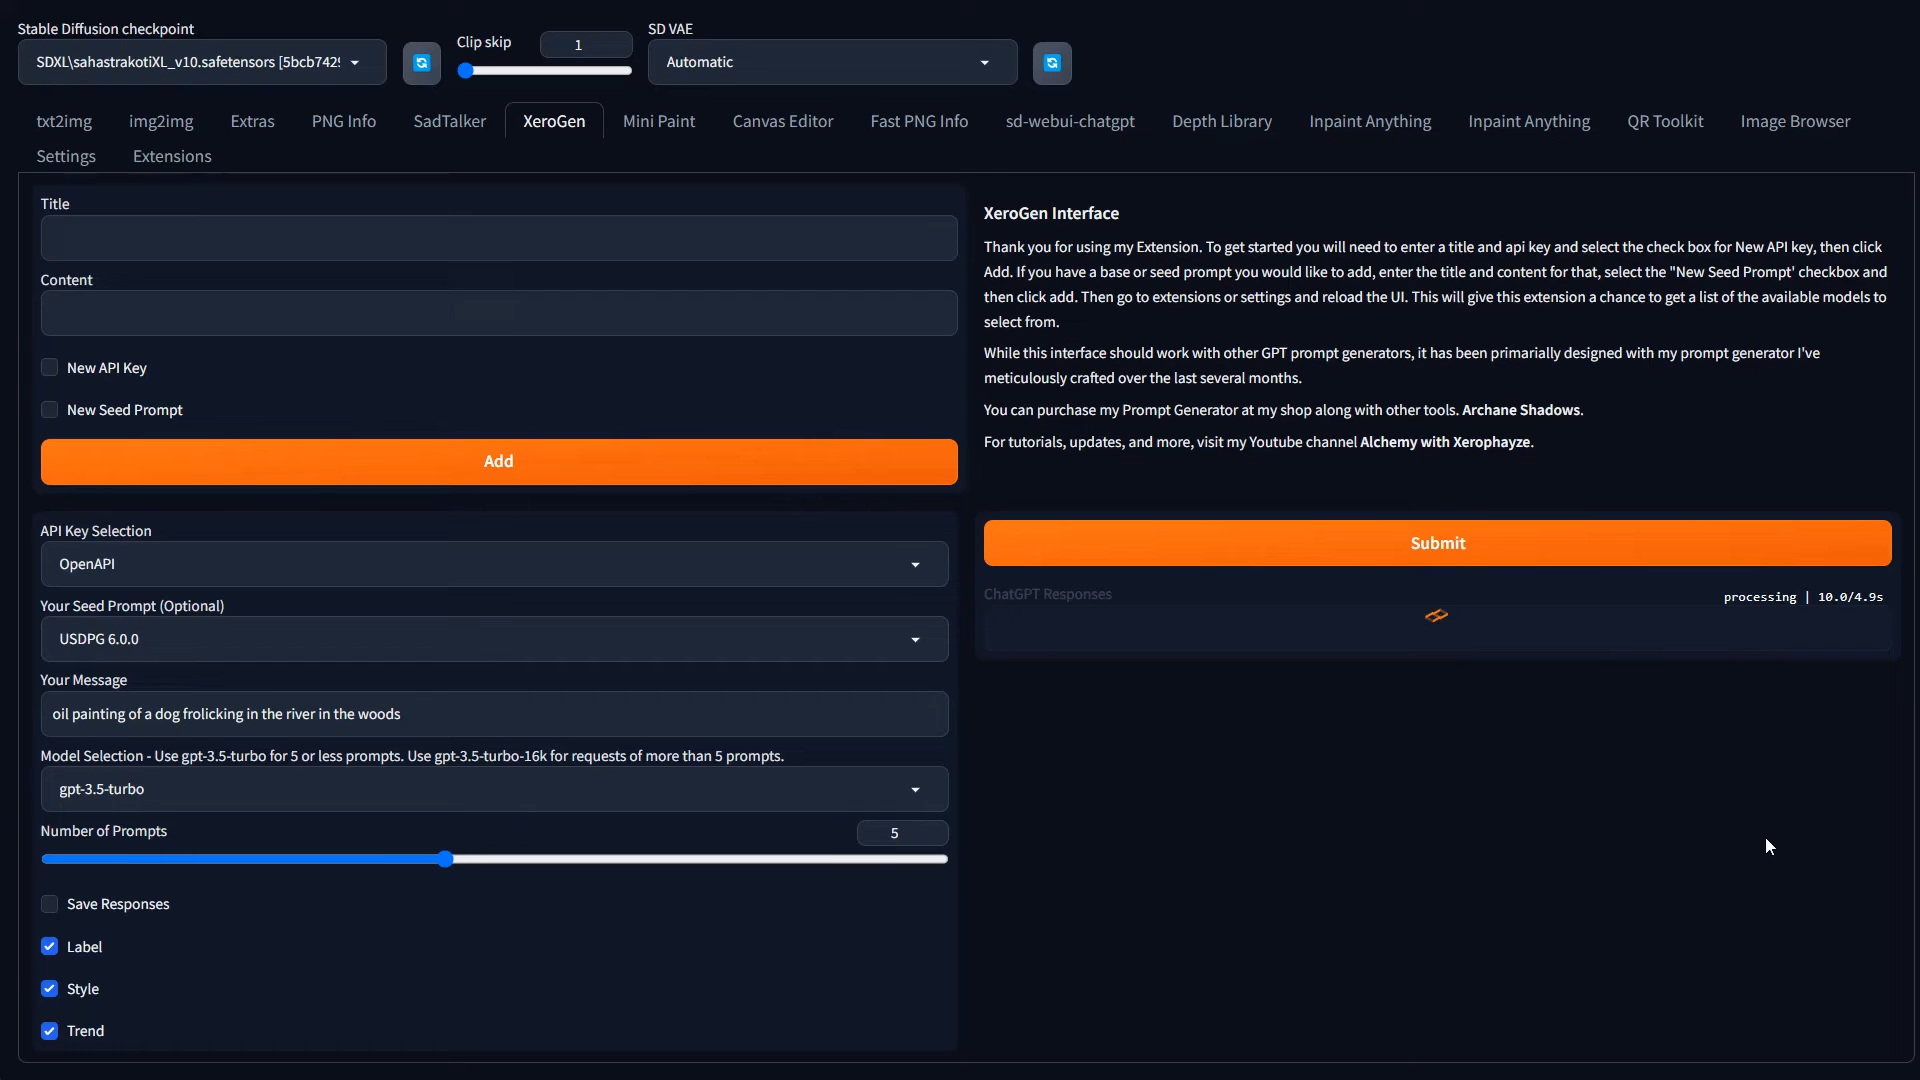 Stable Diffusion checkpoint
SDXL\sahastrakotiXL_v10.safetensors [5bcb7429
Clip skip
1
SD VAE
Automatic
txt2img
img2img
Extras
PNG Info
SadTalker
XeroGen
Mini Paint
Canvas Editor
Fast PNG Info
sd-webui-chatgpt
Depth Library
Inpaint Anything
Inpaint Anything
QR Toolkit
Image Browser
Settings
Extensions
Title
Content
New API Key
New Seed Prompt
Add
XeroGen Interface
Thank you for using my Extension. To get started you will need to enter a title and api key and select the check box for New API key, then click
Add. If you have a base or seed prompt you would like to add, enter the title and content for that, select the "New Seed Prompt' checkbox and
then click add. Then go to extensions or settings and reload the UI. This will give this extension a chance to get a list of the available models to
select from.
While this interface should work with other GPT prompt generators, it has been primarially designed with my prompt generator I've
meticulously crafted over the last several months.
You can purchase my Prompt Generator at my shop along with other tools. Archane Shadows.
For tutorials, updates, and more, visit my Youtube channel Alchemy with Xerophayze.
API Key Selection
OpenAPI
Your Seed Prompt (Optional)
USDPG 6.0.0
Your Message
oil painting of a dog frolicking in the river in the woods
Model Selection - Use gpt-3.5-turbo for 5 or less prompts. Use gpt-3.5-turbo-16k for requests of more than 5 prompts.
gpt-3.5-turbo
Number of Prompts
5
Save Responses
Label
Style
Trend
Submit
ChatGPT Responses
processing | 10.0/4.9s